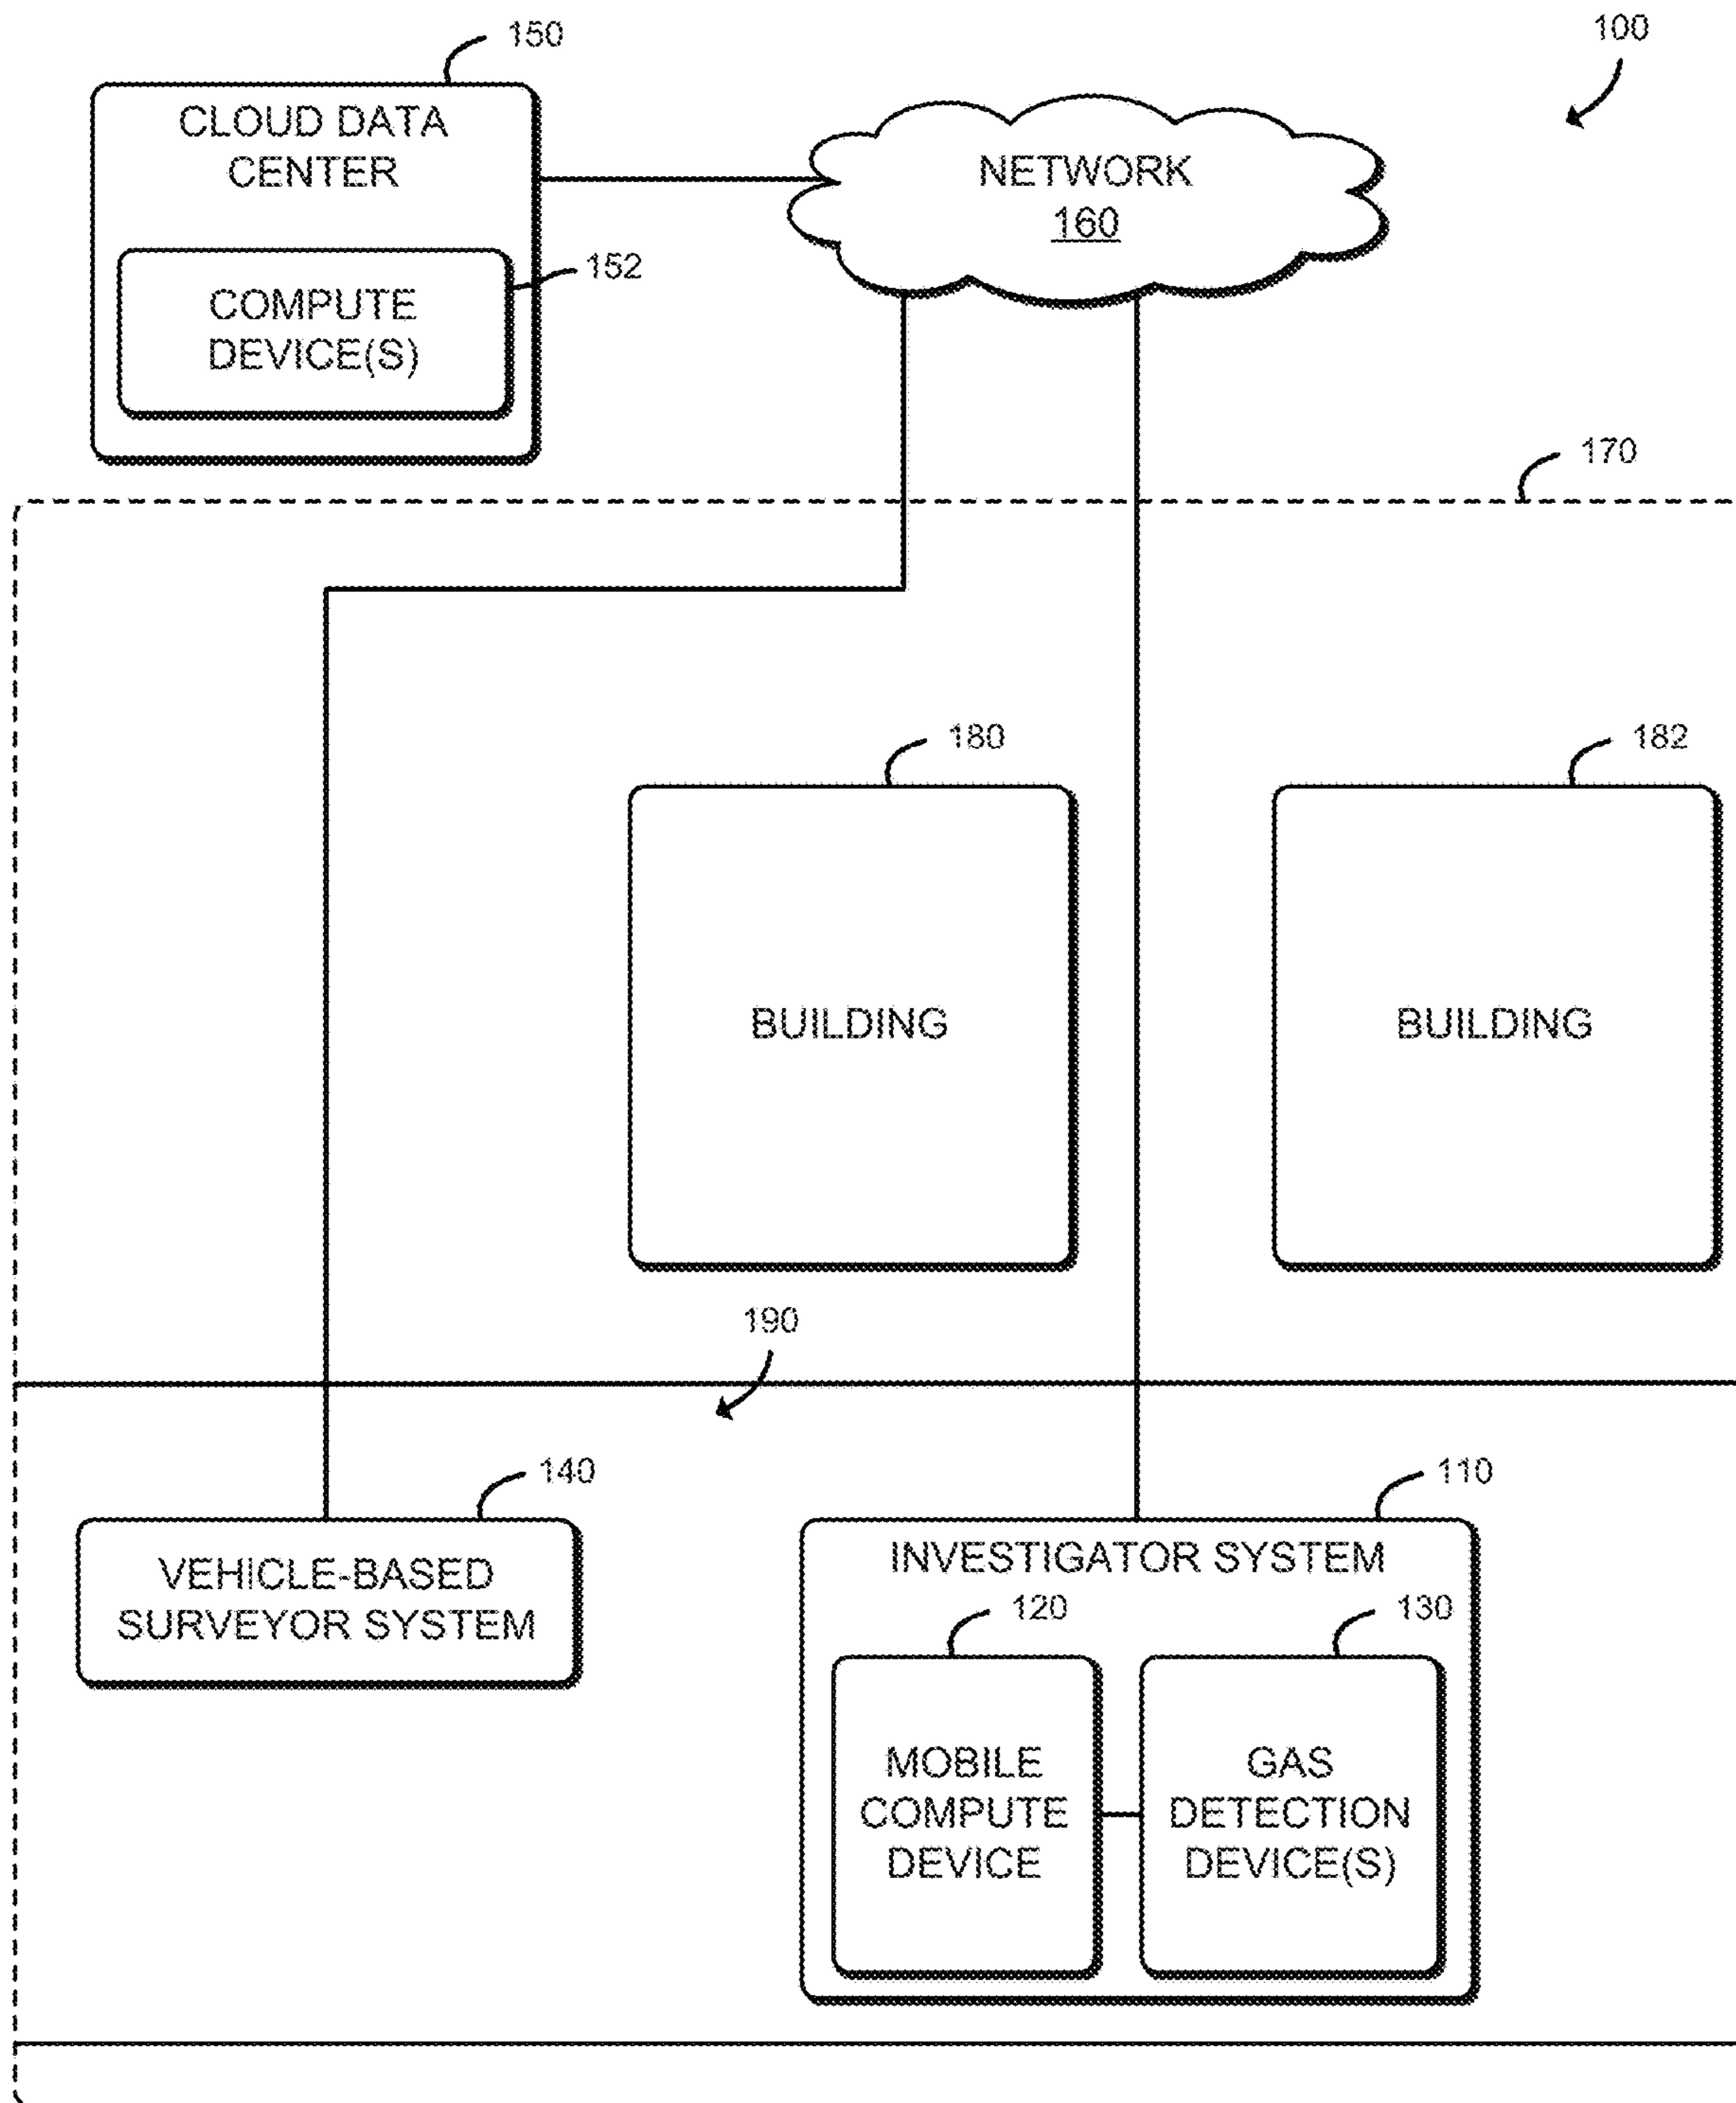 150
100
CLOUD DATA
CENTER
NETWORK
160
152
COMPUTE
DEVICE(S)
170
180
182
BUILDING
BUILDING
190
140
110
VEHICLE-BASED
SURVEYOR SYSTEM
INVESTIGATOR SYSTEM
120
130
MOBILE
COMPUTE
DEVICE
GAS
DETECTION
DEVICE(S)